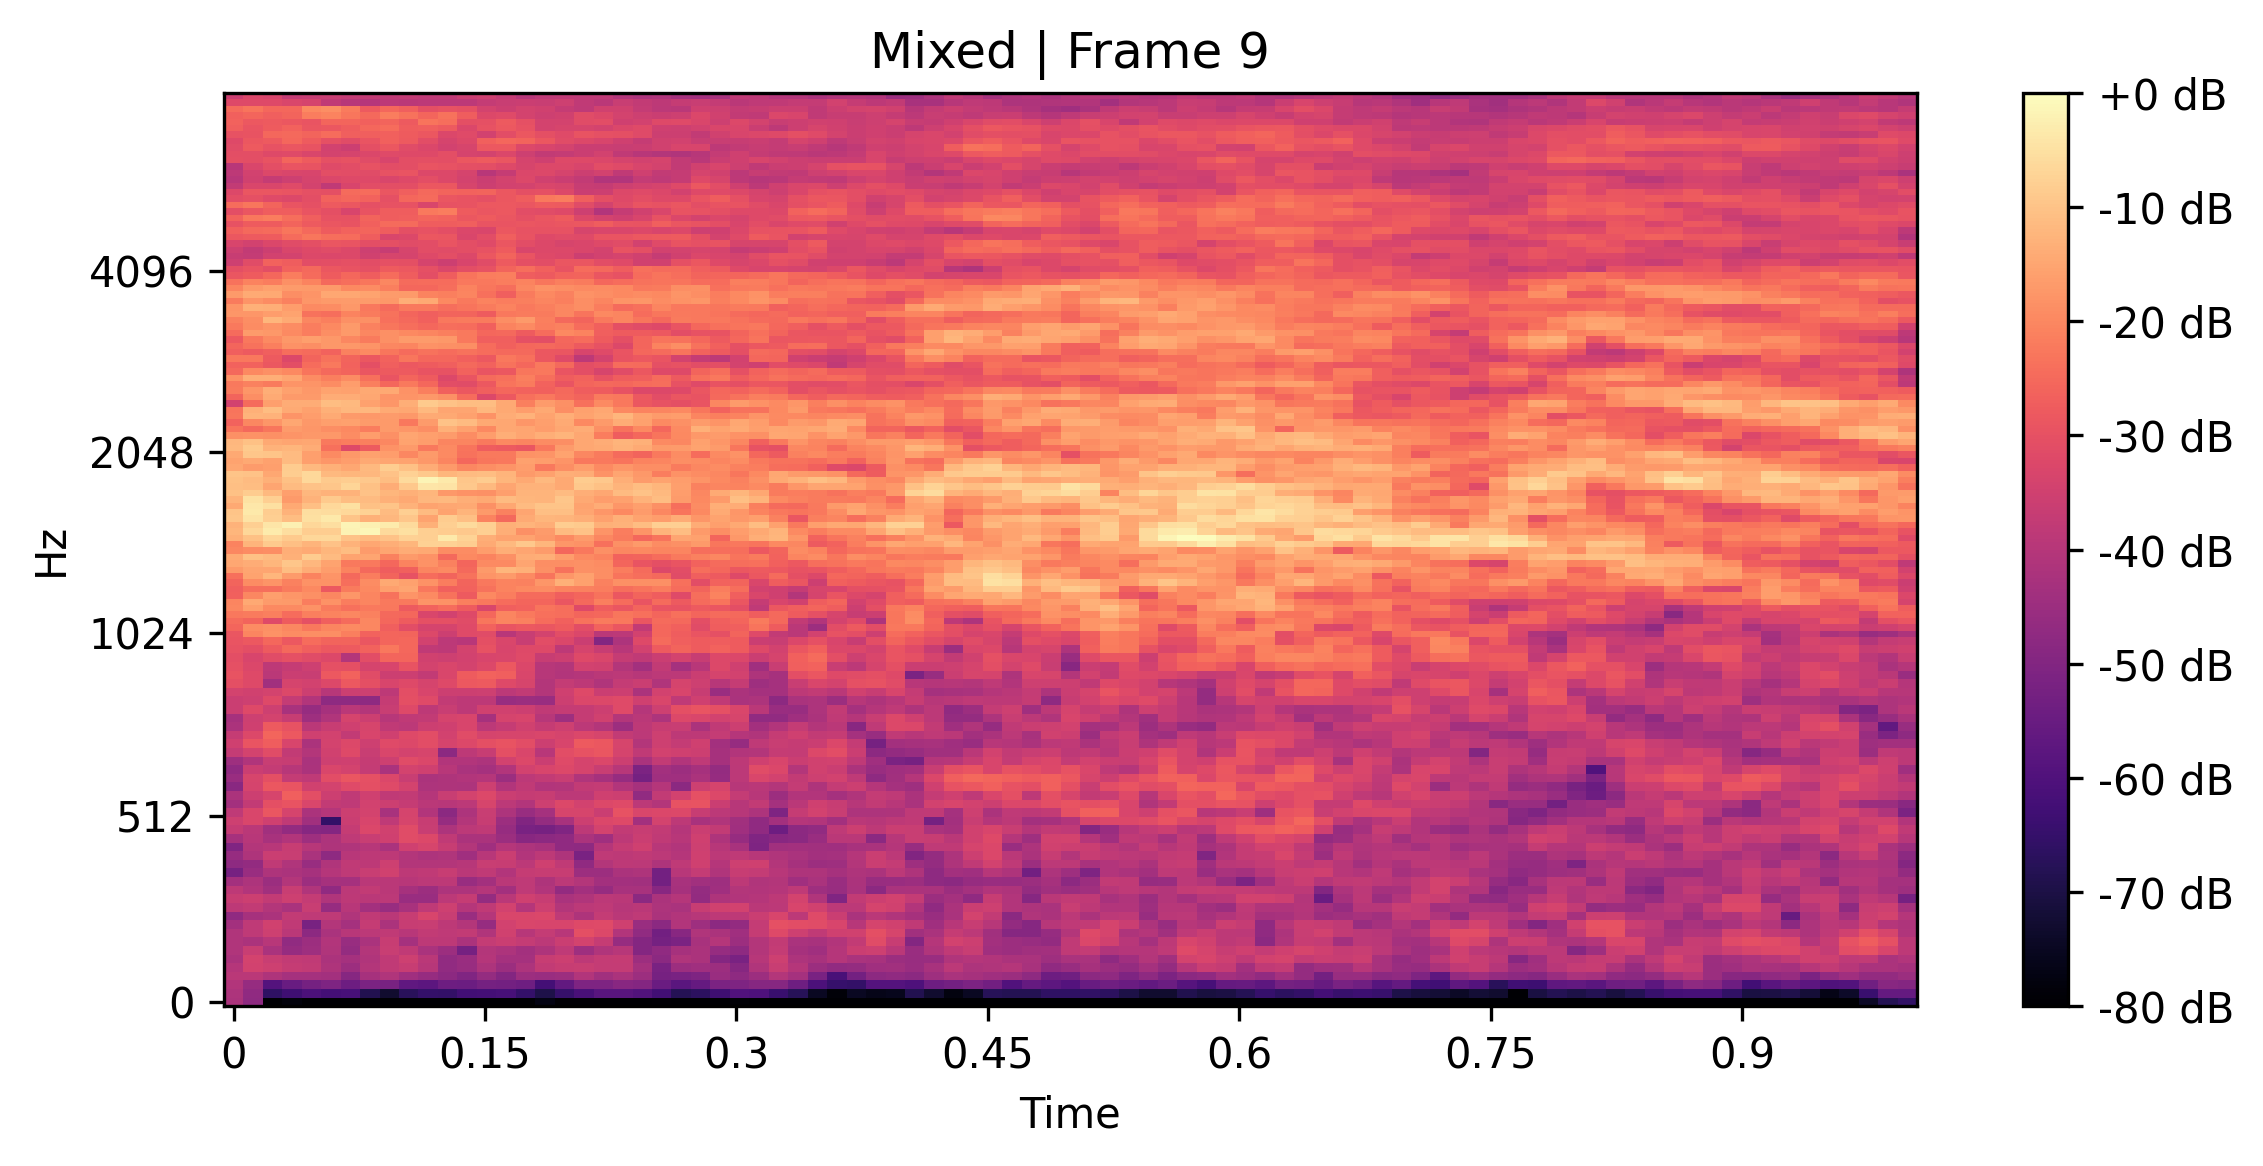 Mixed | Frame 9
Hz
4096
2048
1024
512
0
0 0.15 0.3 0.45 0.6 0.75 0.9
Time
+0 dB
-10 dB
-20 dB
-30 dB
-40 dB
-50 dB
-60 dB
-70 dB
-80 dB